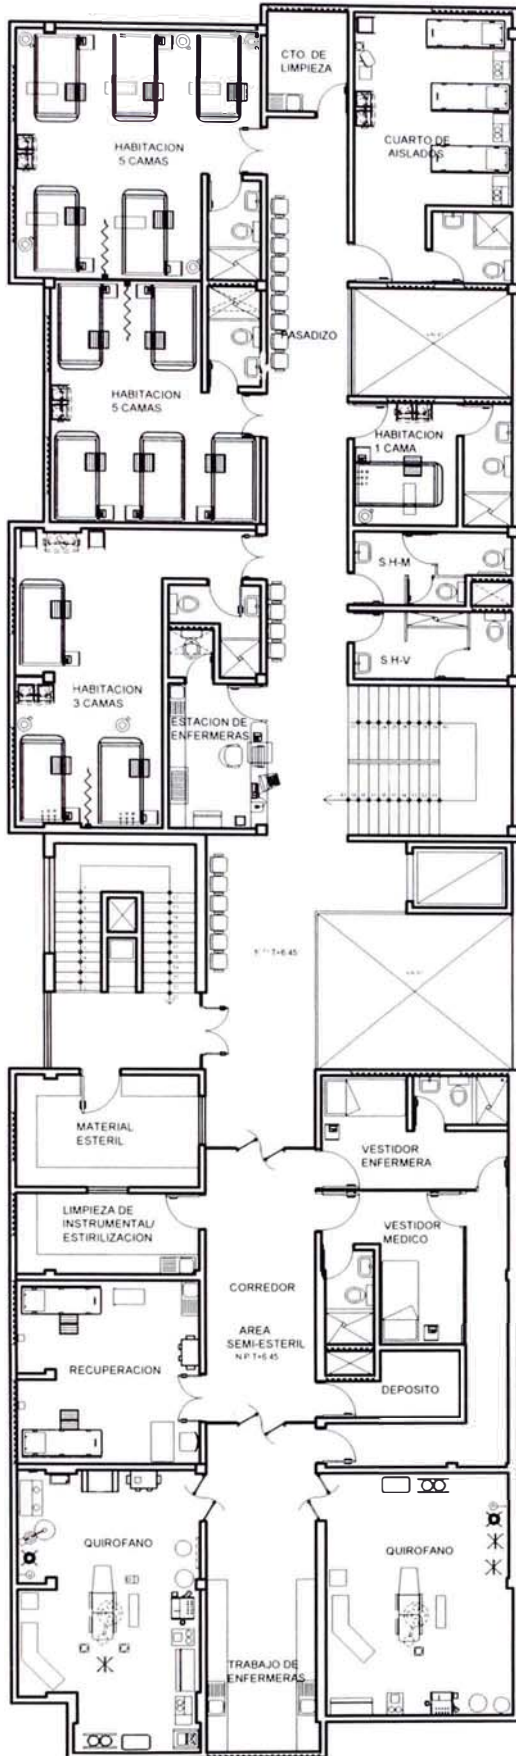 CTO. DE
LIMPIEZA
HABITACION
5 CAMAS
CUARTO DE
AISLADOS
PASADIZO
HABITACION
5 CAMAS
HABITACION
1 CAMA
S.H-M
S.H-V
HABITACION
3 CAMAS
ESTACION DE
ENFERMERAS
MATERIAL
ESTERIL
VESTIDOR
ENFERMERA
LIMPIEZA DE
INSTRUMENTAL/
ESTIRILIZACION
VESTIDOR
MEDICO
CORREDOR
AREA
SEMI-ESTERIL
N.P.T+6.45
RECUPERACION
DEPOSITO
QUIROFANO
QUIROFANO
TRABAJO DE
ENFERMERAS